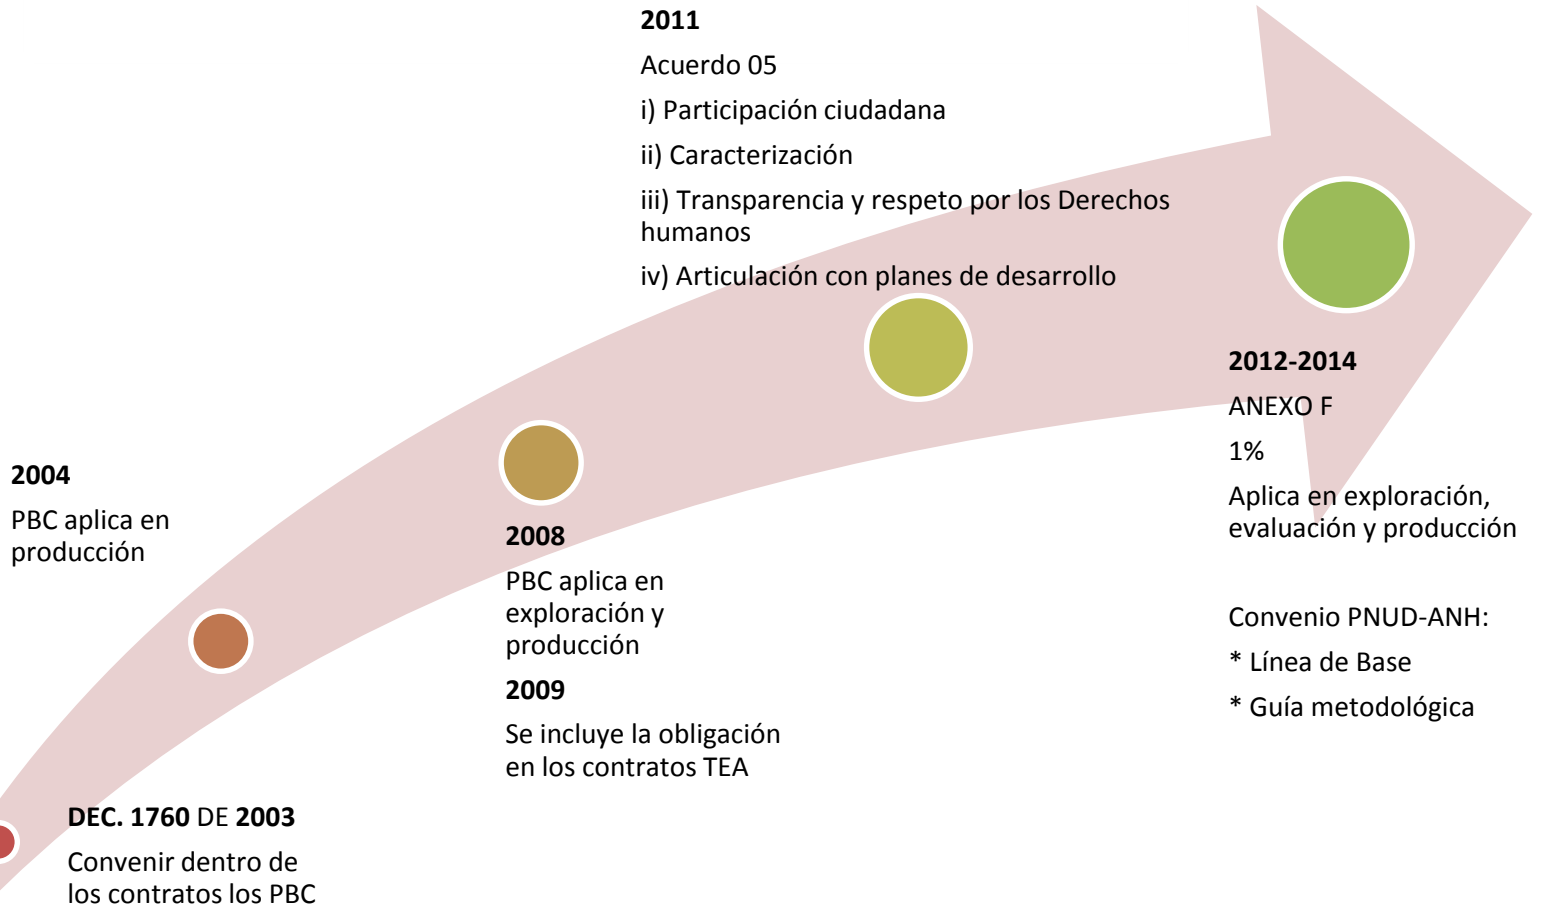 DEC. 1760 DE 2003
Convenir dentro de
los contratos los PBC
2004
PBC aplica en
producción
2008
PBC aplica en
exploración y
producción
2009
Se incluye la obligación
en los contratos TEA
2011
Acuerdo 05
i) Participación ciudadana
ii) Caracterización
iii) Transparencia y respeto por los Derechos
humanos
iv) Articulación con planes de desarrollo
2012-2014
ANEXO F
1%
Aplica en exploración,
evaluación y producción
Convenio PNUD-ANH:
* Línea de Base
* Guía metodológica